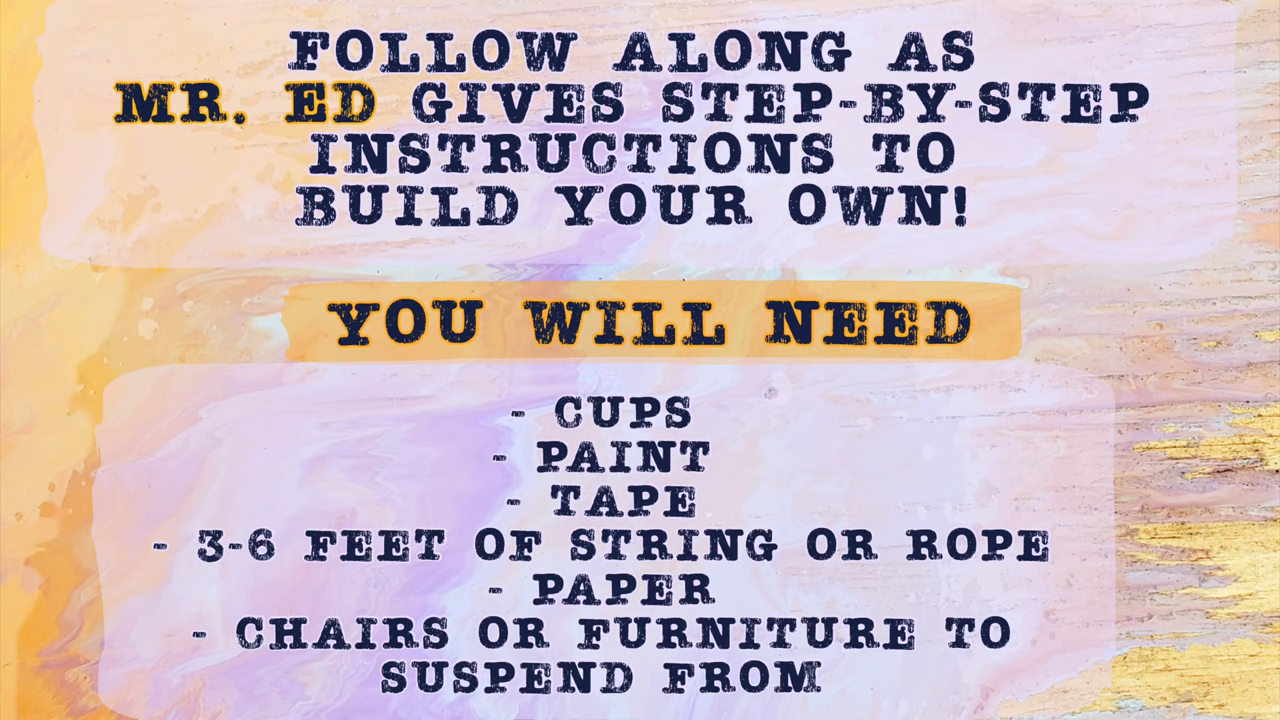 FOLLOW ALONG AS
MR. ED GIVES STEP-BY-STEP
INSTRUCTIONS TO
BUILD YOUR OWN!
YOU WILL NEED
- CUPS
- PAINT
- TAPE
- 3-6 FEET OF STRING OR ROPE
- PAPER
- CHAIRS OR FURNITURE TO
SUSPEND FROM